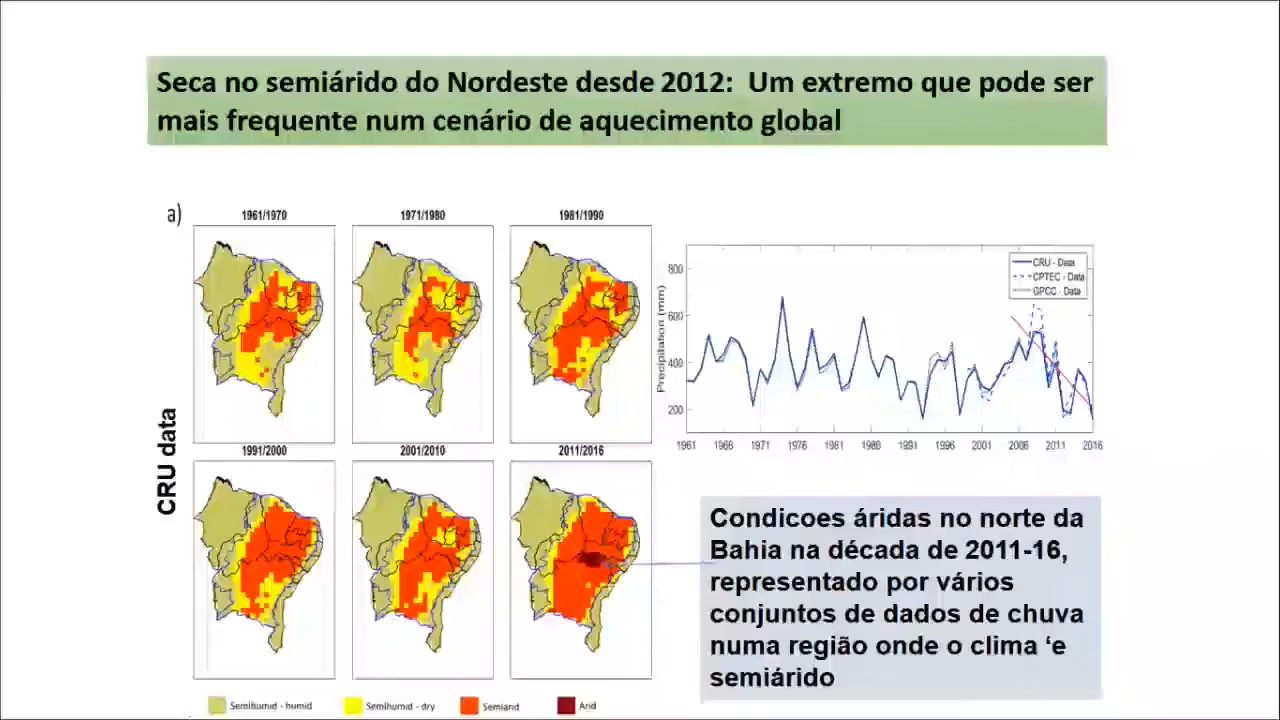 Seca no semiárido do Nordeste desde 2012: Um extremo que pode ser
mais frequente num cenário de aquecimento global
a)
1961/1970
1971/1980
1981/1990
CRU data
1991/2000
2001/2010
2011/2016
Semihumid - humid
Semihumid - dry
Semiarid
Arid
Precipitation (mm)
800
600
400
200
CRU - Data
CPTEC - Data
GPCC - Data
1961 1966 1971 1976 1981 1986 1991 1996 2001 2006 2011 2016
Condicoes áridas no norte da
Bahia na década de 2011-16,
representado por vários
conjuntos de dados de chuva
numa região onde o clima ‘e
semiárido